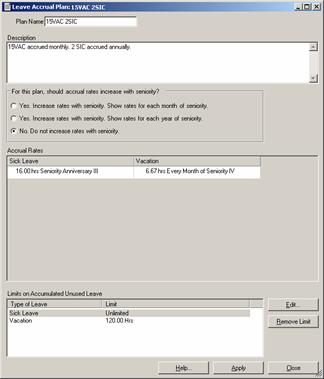 Leave Accrual Plan: 15VAC 2SIC
Plan Name 15VAC 2SIC
Description
15VAC accrued monthly. 2 SIC accrued annually.
For this plan, should accrual rates increase with seniority?
Yes. Increase rates with seniority. Show rates for each month of seniority.
Yes. Increase rates with seniority. Show rates for each year of seniority.
No. Do not increase rates with seniority.
Accrual Rates
Sick Leave Vacation
16.00 hrs Seniority Anniversary III 6.67 hrs Every Month of Seniority IV
Limits on Accumulated Unused Leave
Type of Leave Limit
Sick Leave Unlimited
Vacation 120.00 Hrs
Edit...
Remove Limit
Help... Apply Close